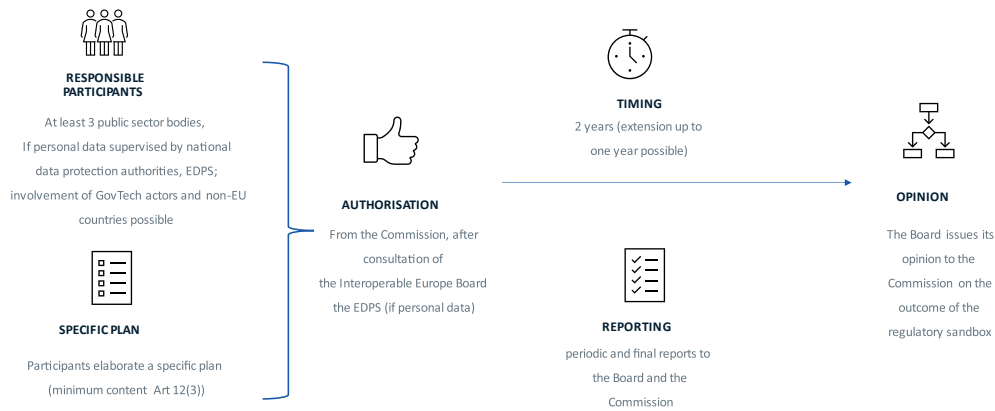 RESPONSIBLE
PARTICIPANTS
At least 3 public sector bodies,
If personal data supervised by national
data protection authorities, EDPS;
involvement of GovTech actors and non-EU
countries possible
SPECIFIC PLAN
Participants elaborate a specific plan
(minimum content Art 12(3))
AUTHORISATION
From the Commission, after
consultation of
the Interoperable Europe Board
the EDPS (if personal data)
TIMING
2 years (extension up to
one year possible)
REPORTING
periodic and final reports to
the Board and the
Commission
OPINION
The Board issues its
opinion to the
Commission on the
outcome of the
regulatory sandbox